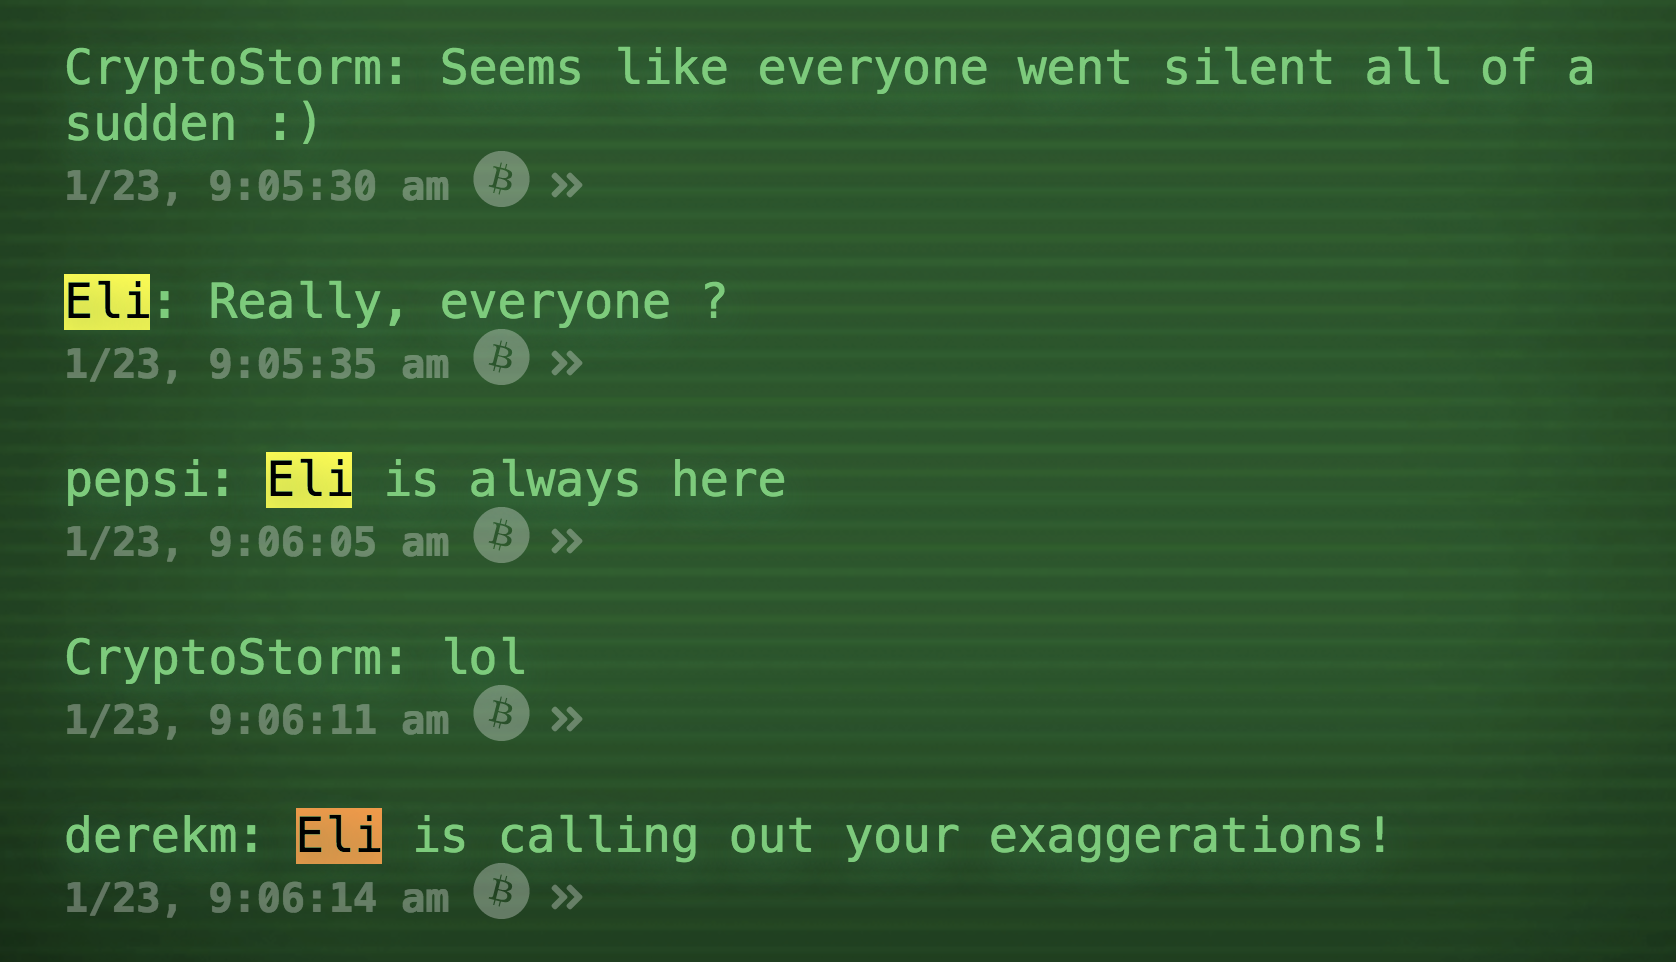 CryptoStorm: Seems like everyone went silent all of a
sudden :)
1/23, 9:05:30 am ₿ »
Eli: Really, everyone ?
1/23, 9:05:35 am ₿ »
pepsi: Eli is always here
1/23, 9:06:05 am ₿ »
CryptoStorm: lol
1/23, 9:06:11 am ₿ »
derekm: Eli is calling out your exaggerations!
1/23, 9:06:14 am ₿ »